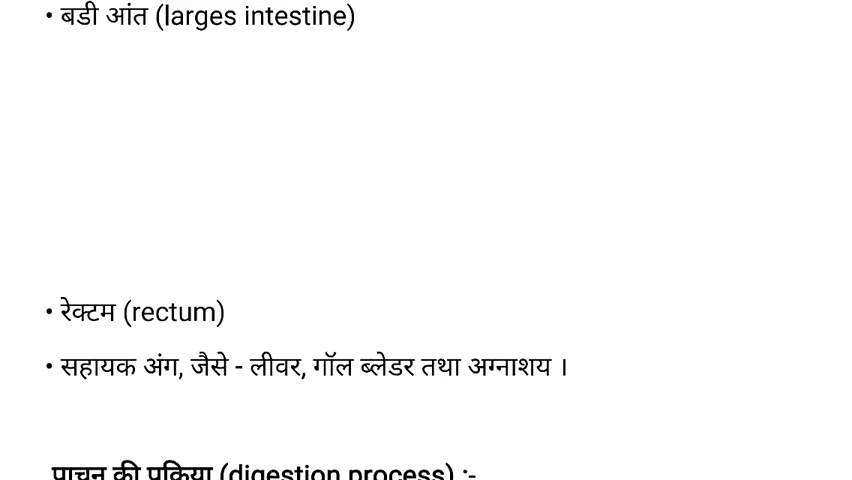 • बडी आंत (larges intestine)
• रेक्टम (rectum)
• सहायक अंग, जैसे - लीवर, गॉल ब्लेडर तथा अग्नाशय ।
पाचन की प्रक्रिया (digestion process) :-